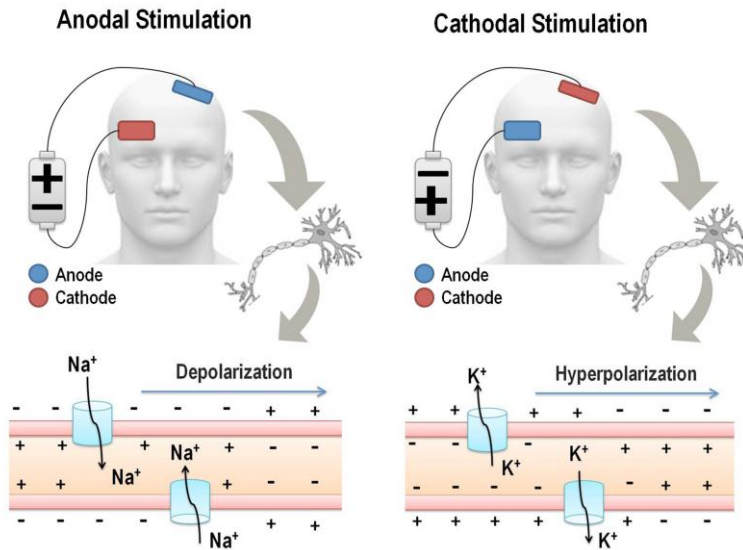 Anodal Stimulation
Cathodal Stimulation
+
−
−
+
Anode
Cathode
Anode
Cathode
Na⁺
Depolarization
- - - - - - + +
Na⁺
Na⁺
+ + + + - -
+ + + - -
Na⁺
- - - - + +
K⁺
Hyperpolarization
+ + + + - - -
K⁺
K⁺
- - - - + + +
- - - - - - + +
K⁺
+ + + + + - - -